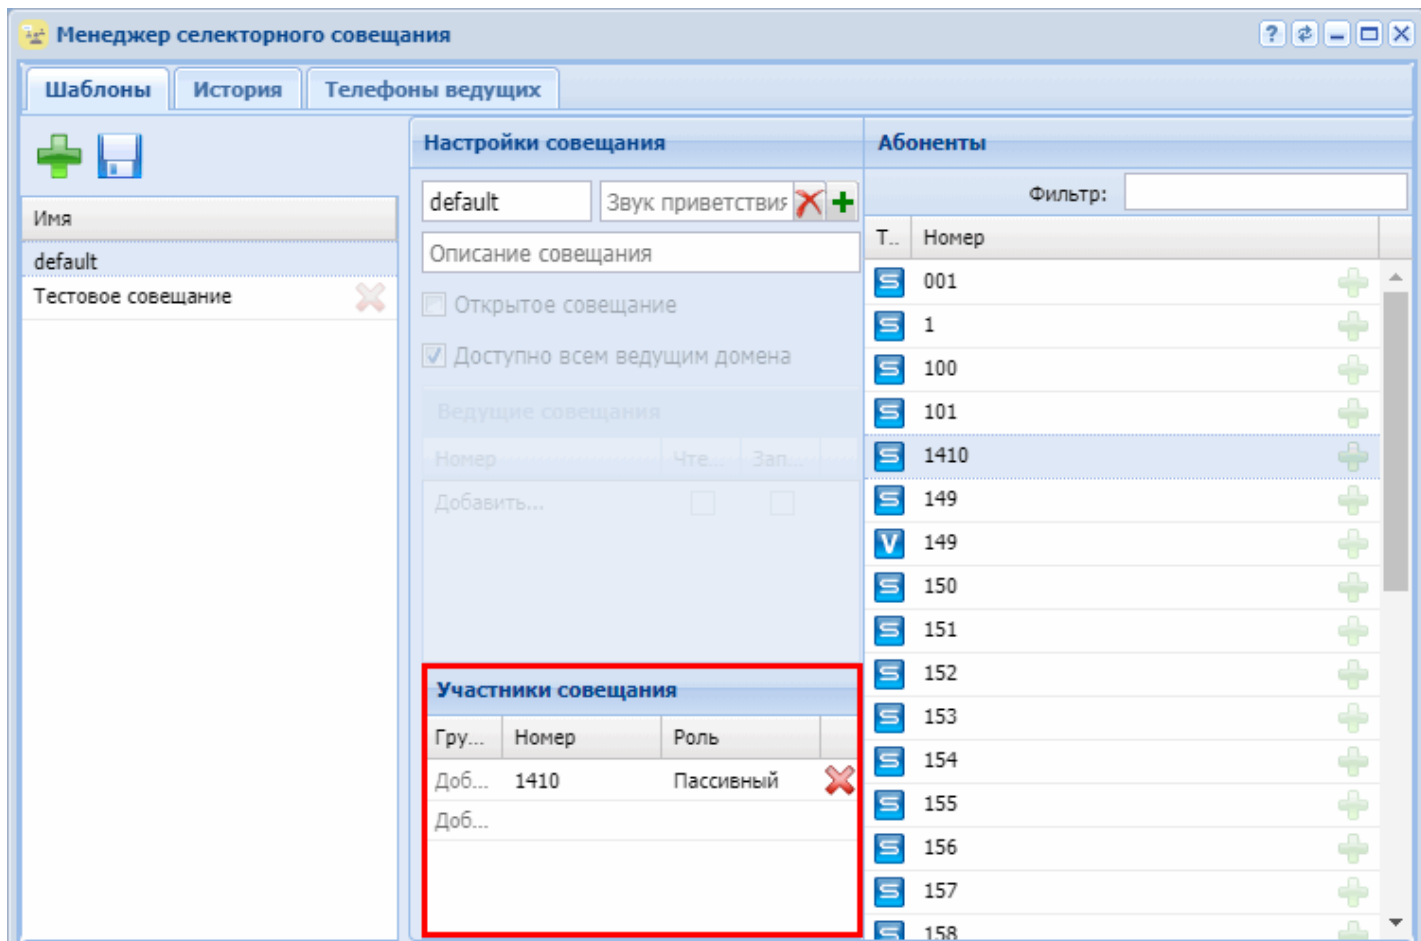 Менеджер селекторного совещания
Шаблоны История Телефоны ведущих
Имя
default
Тестовое совещание
Настройки совещания
default Звук приветствия
Описание совещания
Открытое совещание
Доступно всем ведущим домена
Ведущие совещания
Номер Чте... Зап...
Добавить...
Участники совещания
Гру... Номер Роль
Доб... 1410 Пассивный
Доб...
Абоненты
Фильтр:
Т.. Номер
S 001
S 1
S 100
S 101
S 1410
S 149
V 149
S 150
S 151
S 152
S 153
S 154
S 155
S 156
S 157
S 158